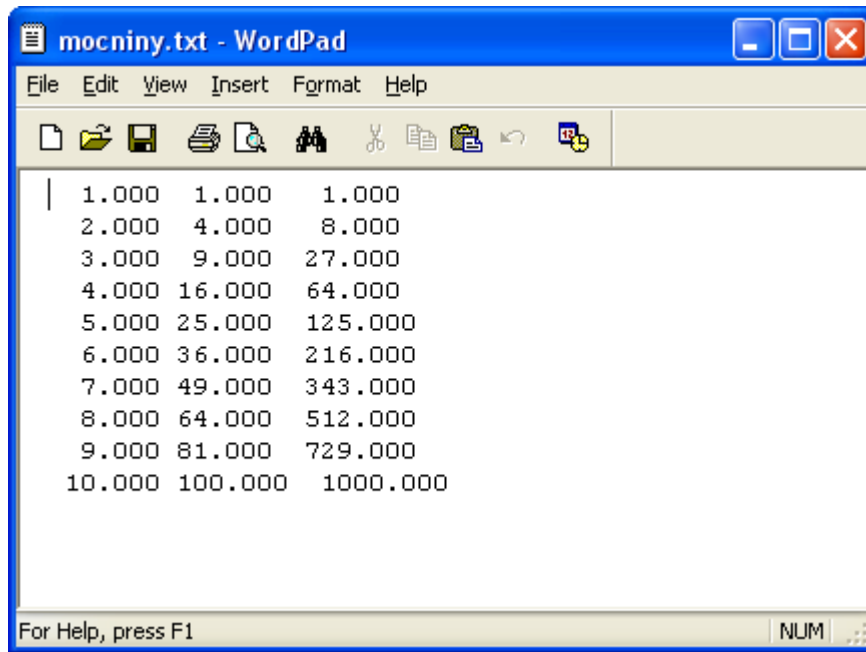 mocniny.txt - WordPad
File Edit View Insert Format Help
1.000 1.000 1.000
2.000 4.000 8.000
3.000 9.000 27.000
4.000 16.000 64.000
5.000 25.000 125.000
6.000 36.000 216.000
7.000 49.000 343.000
8.000 64.000 512.000
9.000 81.000 729.000
10.000 100.000 1000.000
For Help, press F1 NUM